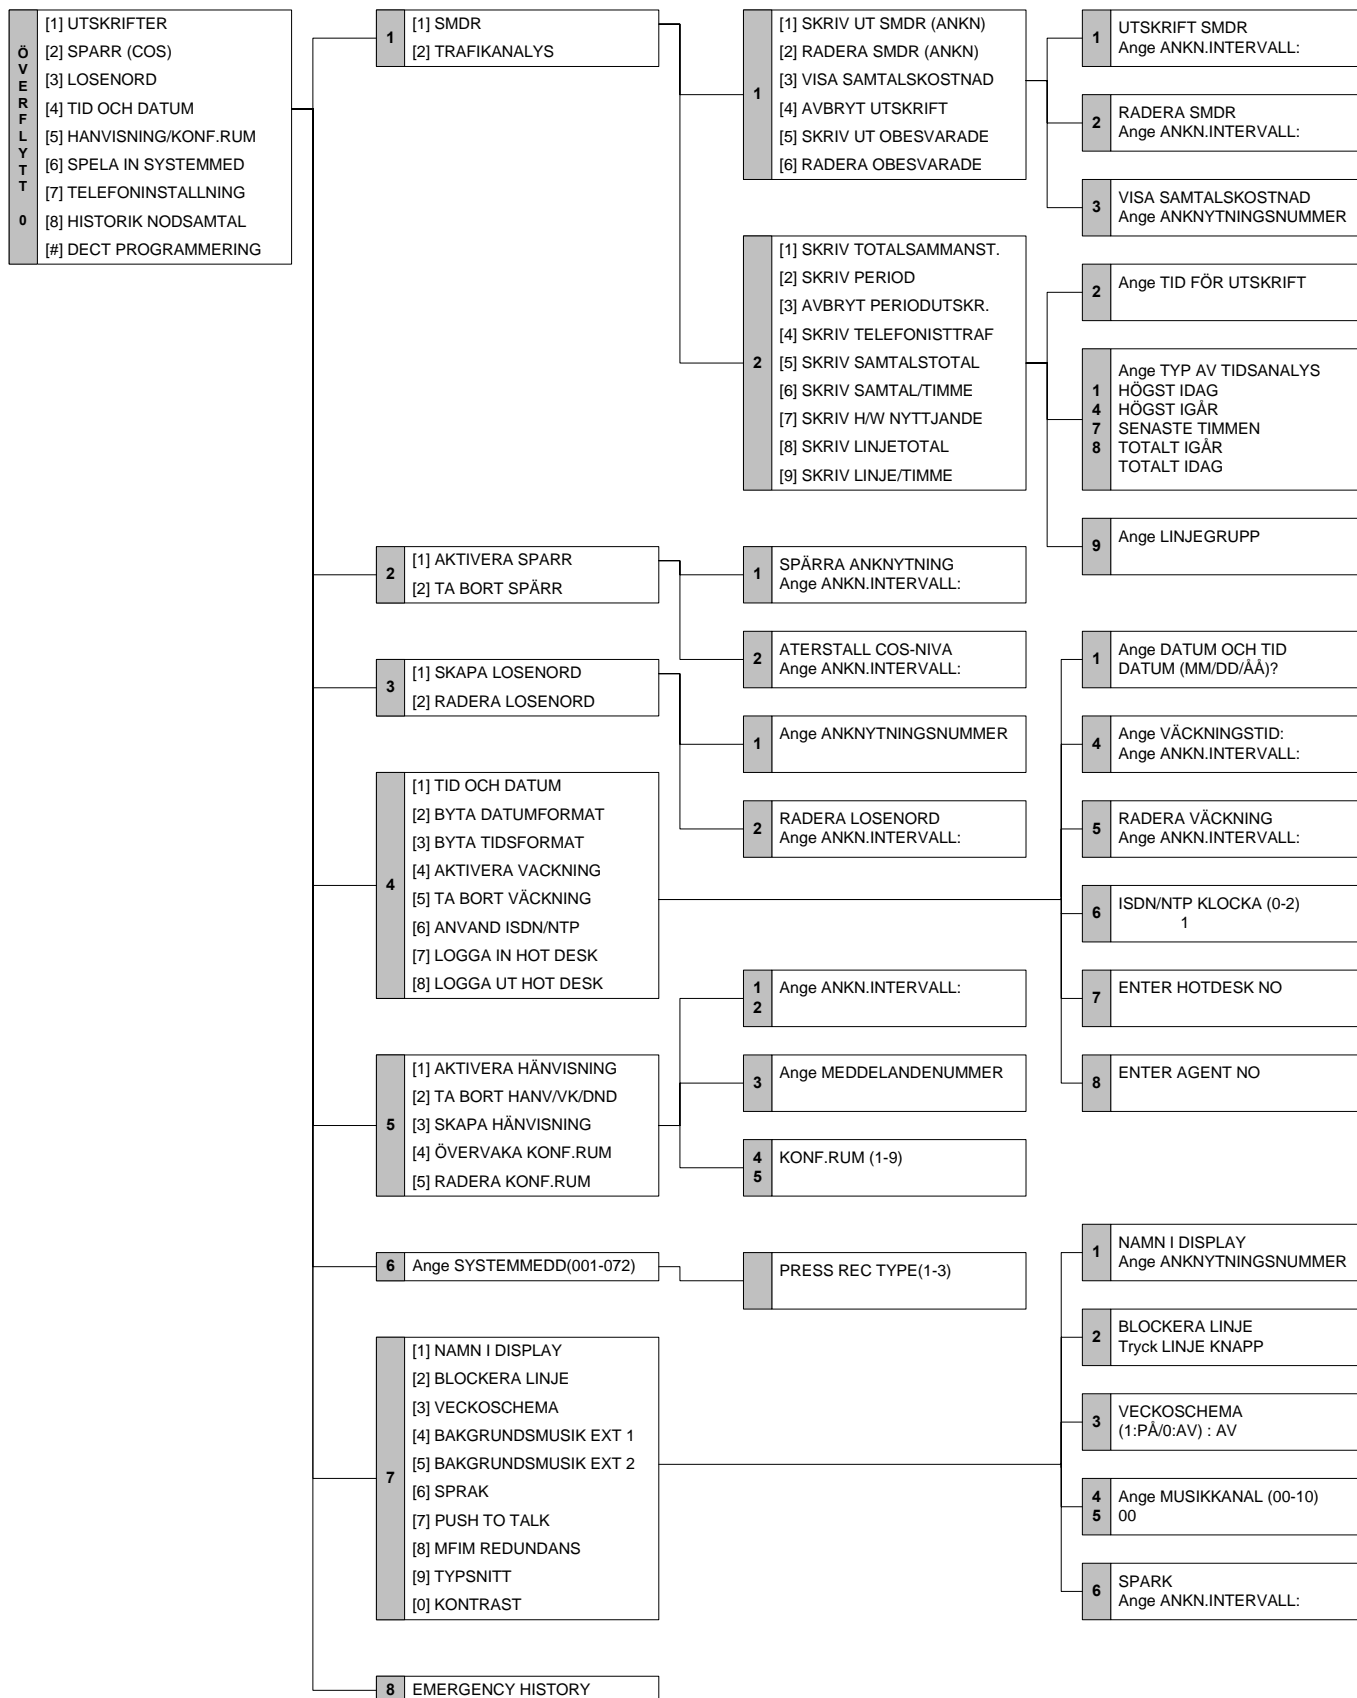 ÖVERFLYTT 0
[1] UTSKRIFTER
[2] SPARR (COS)
[3] LOSENORD
[4] TID OCH DATUM
[5] HANVISNING/KONF.RUM
[6] SPELA IN SYSTEMMED
[7] TELEFONINSTALLNING
[8] HISTORIK NODSAMTAL
[#] DECT PROGRAMMERING
1
[1] SMDR
[2] TRAFIKANALYS
1
[1] SKRIV UT SMDR (ANKN)
[2] RADERA SMDR (ANKN)
[3] VISA SAMTALSKOSTNAD
[4] AVBRYT UTSKRIFT
[5] SKRIV UT OBESVARADE
[6] RADERA OBESVARADE
1
UTSKRIFT SMDR
Ange ANKN.INTERVALL:
2
RADERA SMDR
Ange ANKN.INTERVALL:
3
VISA SAMTALSKOSTNAD
Ange ANKNYTNINGSNUMMER
2
[1] SKRIV TOTALSAMMANST.
[2] SKRIV PERIOD
[3] AVBRYT PERIODUTSKR.
[4] SKRIV TELEFONISTTRAF
[5] SKRIV SAMTALSTOTAL
[6] SKRIV SAMTAL/TIMME
[7] SKRIV H/W NYTTJANDE
[8] SKRIV LINJETOTAL
[9] SKRIV LINJE/TIMME
2
Ange TID FÖR UTSKRIFT
Ange TYP AV TIDSANALYS
1 HÖGST IDAG
4 HÖGST IGÅR
7 SENASTE TIMMEN
8 TOTALT IGÅR
TOTALT IDAG
9
Ange LINJEGRUPP
2
[1] AKTIVERA SPARR
[2] TA BORT SPÄRR
1
SPÄRRA ANKNYTNING
Ange ANKN.INTERVALL:
2
ATERSTALL COS-NIVA
Ange ANKN.INTERVALL:
3
[1] SKAPA LOSENORD
[2] RADERA LOSENORD
1
Ange ANKNYTNINGSNUMMER
2
RADERA LOSENORD
Ange ANKN.INTERVALL:
4
[1] TID OCH DATUM
[2] BYTA DATUMFORMAT
[3] BYTA TIDSFORMAT
[4] AKTIVERA VACKNING
[5] TA BORT VÄCKNING
[6] ANVAND ISDN/NTP
[7] LOGGA IN HOT DESK
[8] LOGGA UT HOT DESK
1
Ange DATUM OCH TID
DATUM (MM/DD/ÅÅ)?
4
Ange VÄCKNINGSTID:
Ange ANKN.INTERVALL:
5
RADERA VÄCKNING
Ange ANKN.INTERVALL:
6
ISDN/NTP KLOCKA (0-2)
1
7
ENTER HOTDESK NO
8
ENTER AGENT NO
5
[1] AKTIVERA HÄNVISNING
[2] TA BORT HANV/VK/DND
[3] SKAPA HÄNVISNING
[4] ÖVERVAKA KONF.RUM
[5] RADERA KONF.RUM
1
2
Ange ANKN.INTERVALL:
3
Ange MEDDELANDENUMMER
4
5
KONF.RUM (1-9)
6
Ange SYSTEMMEDD(001-072)
PRESS REC TYPE(1-3)
7
[1] NAMN I DISPLAY
[2] BLOCKERA LINJE
[3] VECKOSCHEMA
[4] BAKGRUNDSMUSIK EXT 1
[5] BAKGRUNDSMUSIK EXT 2
[6] SPRAK
[7] PUSH TO TALK
[8] MFIM REDUNDANS
[9] TYPSNITT
[0] KONTRAST
1
NAMN I DISPLAY
Ange ANKNYTNINGSNUMMER
2
BLOCKERA LINJE
Tryck LINJE KNAPP
3
VECKOSCHEMA
(1:PÅ/0:AV) : AV
4
5
Ange MUSIKKANAL (00-10)
00
6
SPARK
Ange ANKN.INTERVALL:
8
EMERGENCY HISTORY